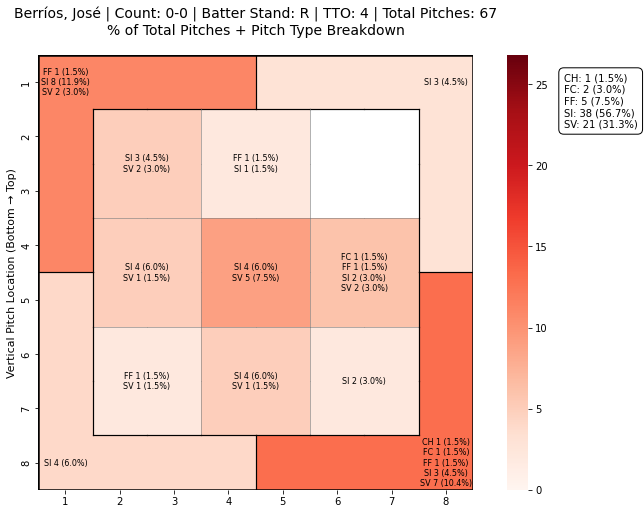 Berríos, José | Count: 0-0 | Batter Stand: R | TTO: 4 | Total Pitches: 67
% of Total Pitches + Pitch Type Breakdown
FF 1 (1.5%)
SI 8 (11.9%)
SV 2 (3.0%)
SI 3 (4.5%)
SI 3 (4.5%)
SV 2 (3.0%)
FF 1 (1.5%)
SI 1 (1.5%)
SI 4 (6.0%)
SV 1 (1.5%)
SI 4 (6.0%)
SV 5 (7.5%)
FC 1 (1.5%)
FF 1 (1.5%)
SI 2 (3.0%)
SV 2 (3.0%)
FF 1 (1.5%)
SV 1 (1.5%)
SI 4 (6.0%)
SV 1 (1.5%)
SI 2 (3.0%)
SI 4 (6.0%)
CH 1 (1.5%)
FC 1 (1.5%)
FF 1 (1.5%)
SI 3 (4.5%)
SV 7 (10.4%)
Vertical Pitch Location (Bottom → Top)
1
2
3
4
5
6
7
8
1 2 3 4 5 6 7 8
25
20
15
10
5
0
CH: 1 (1.5%)
FC: 2 (3.0%)
FF: 5 (7.5%)
SI: 38 (56.7%)
SV: 21 (31.3%)